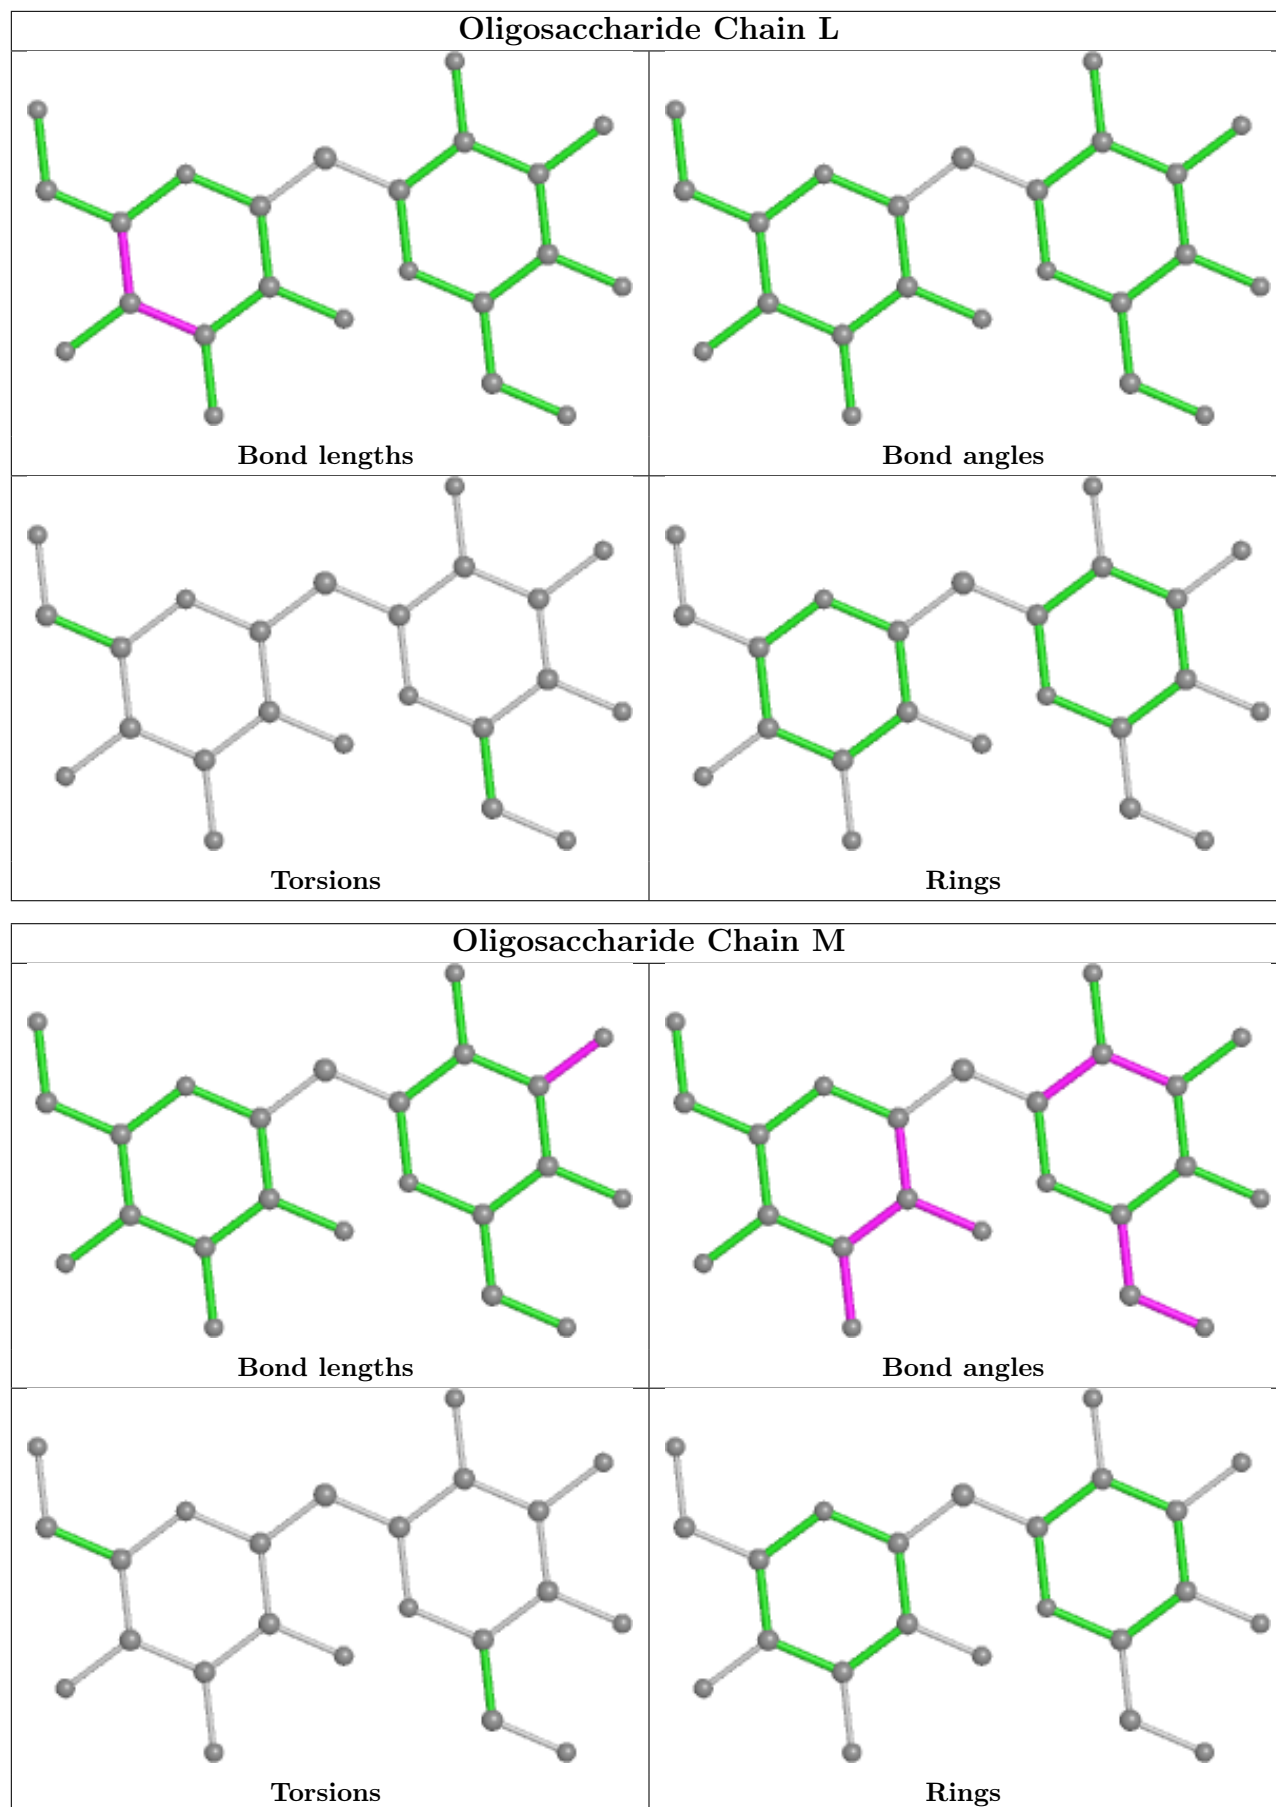 Oligosaccharide Chain L
Bond lengths
Bond angles
Torsions
Rings
Oligosaccharide Chain M
Bond lengths
Bond angles
Torsions
Rings